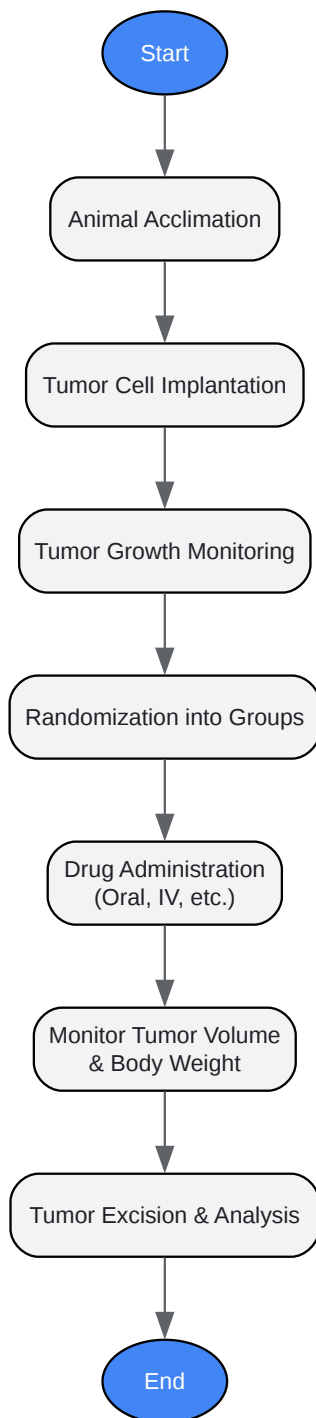 Start
Animal Acclimation
Tumor Cell Implantation
Tumor Growth Monitoring
Randomization into Groups
Drug Administration
(Oral, IV, etc.)
Monitor Tumor Volume
& Body Weight
Tumor Excision & Analysis
End